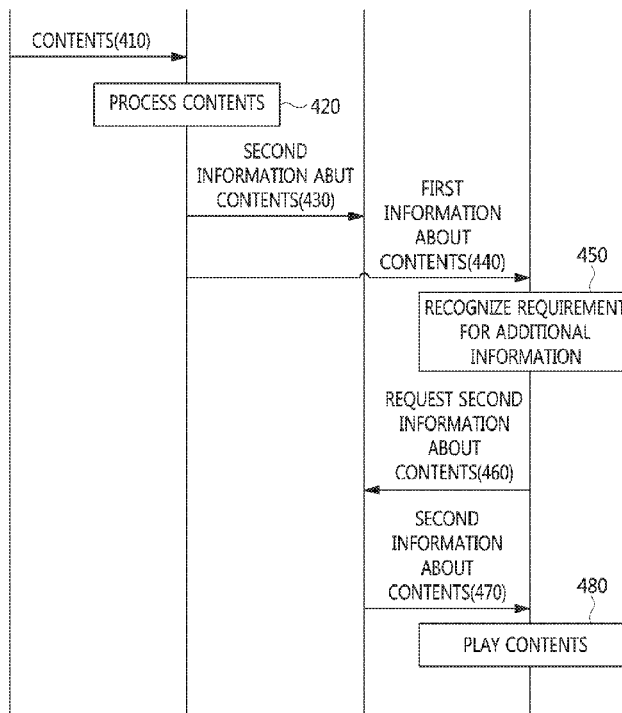 CONTENTS(410)
PROCESS CONTENTS
420
SECOND
INFORMATION ABUT
CONTENTS(430)
FIRST
INFORMATION
ABOUT
CONTENTS(440)
450
RECOGNIZE REQUIREMENT
FOR ADDITIONAL
INFORMATION
REQUEST SECOND
INFORMATION
ABOUT
CONTENTS(460)
SECOND
INFORMATION
ABOUT
CONTENTS(470)
480
PLAY CONTENTS